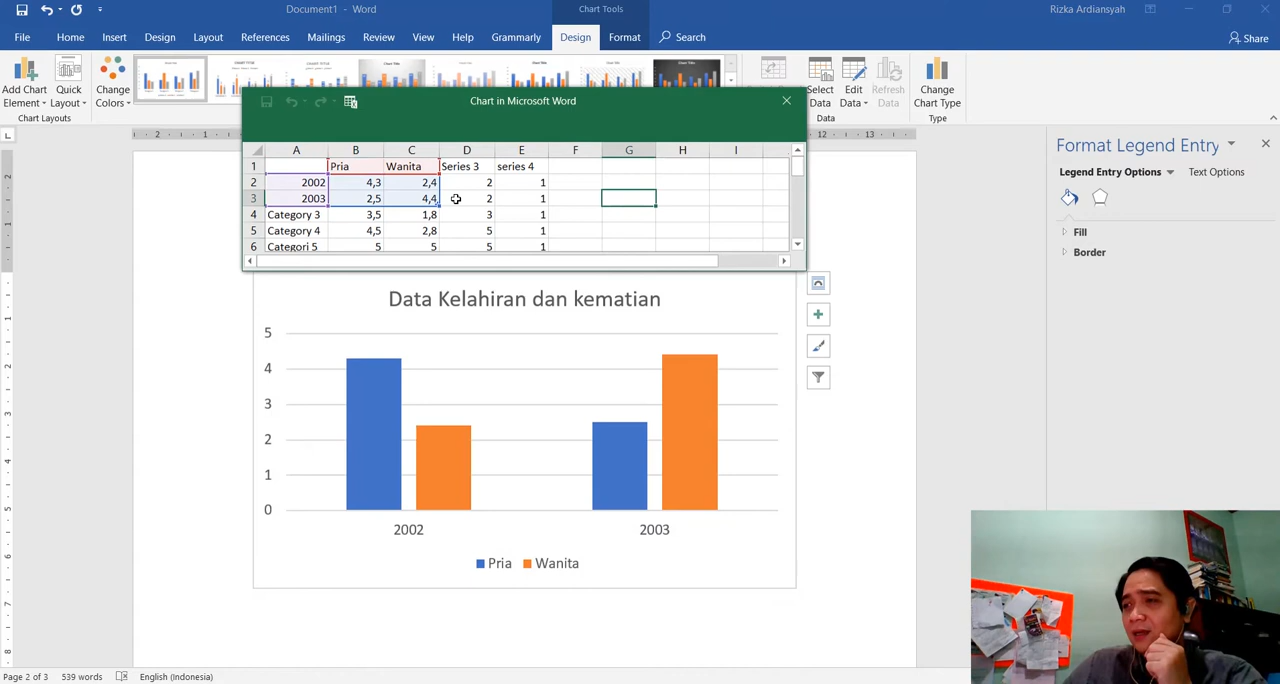 Document1 - Word
Chart Tools
Rizka Ardiansyah
File Home Insert Design Layout References Mailings Review View Help Grammarly Design Format Search
Share
Add Chart Element
Quick Layout
Change Colors
Select Data
Edit Data
Refresh Data
Change Chart Type
Chart Layouts
Data
Type
Chart in Microsoft Word
A B C D E F G H I
1 Pria Wanita Series 3 series 4
2 2002 4,3 2,4 2 1
3 2003 2,5 4,4 2 1
4 Category 3 3,5 1,8 3 1
5 Category 4 4,5 2,8 5 1
6 Categori 5 5 5 5 1
Data Kelahiran dan kematian
5
4
3
2
1
0
2002 2003
Pria Wanita
Format Legend Entry
Legend Entry Options Text Options
Fill
Border
Page 2 of 3 539 words English (Indonesia)